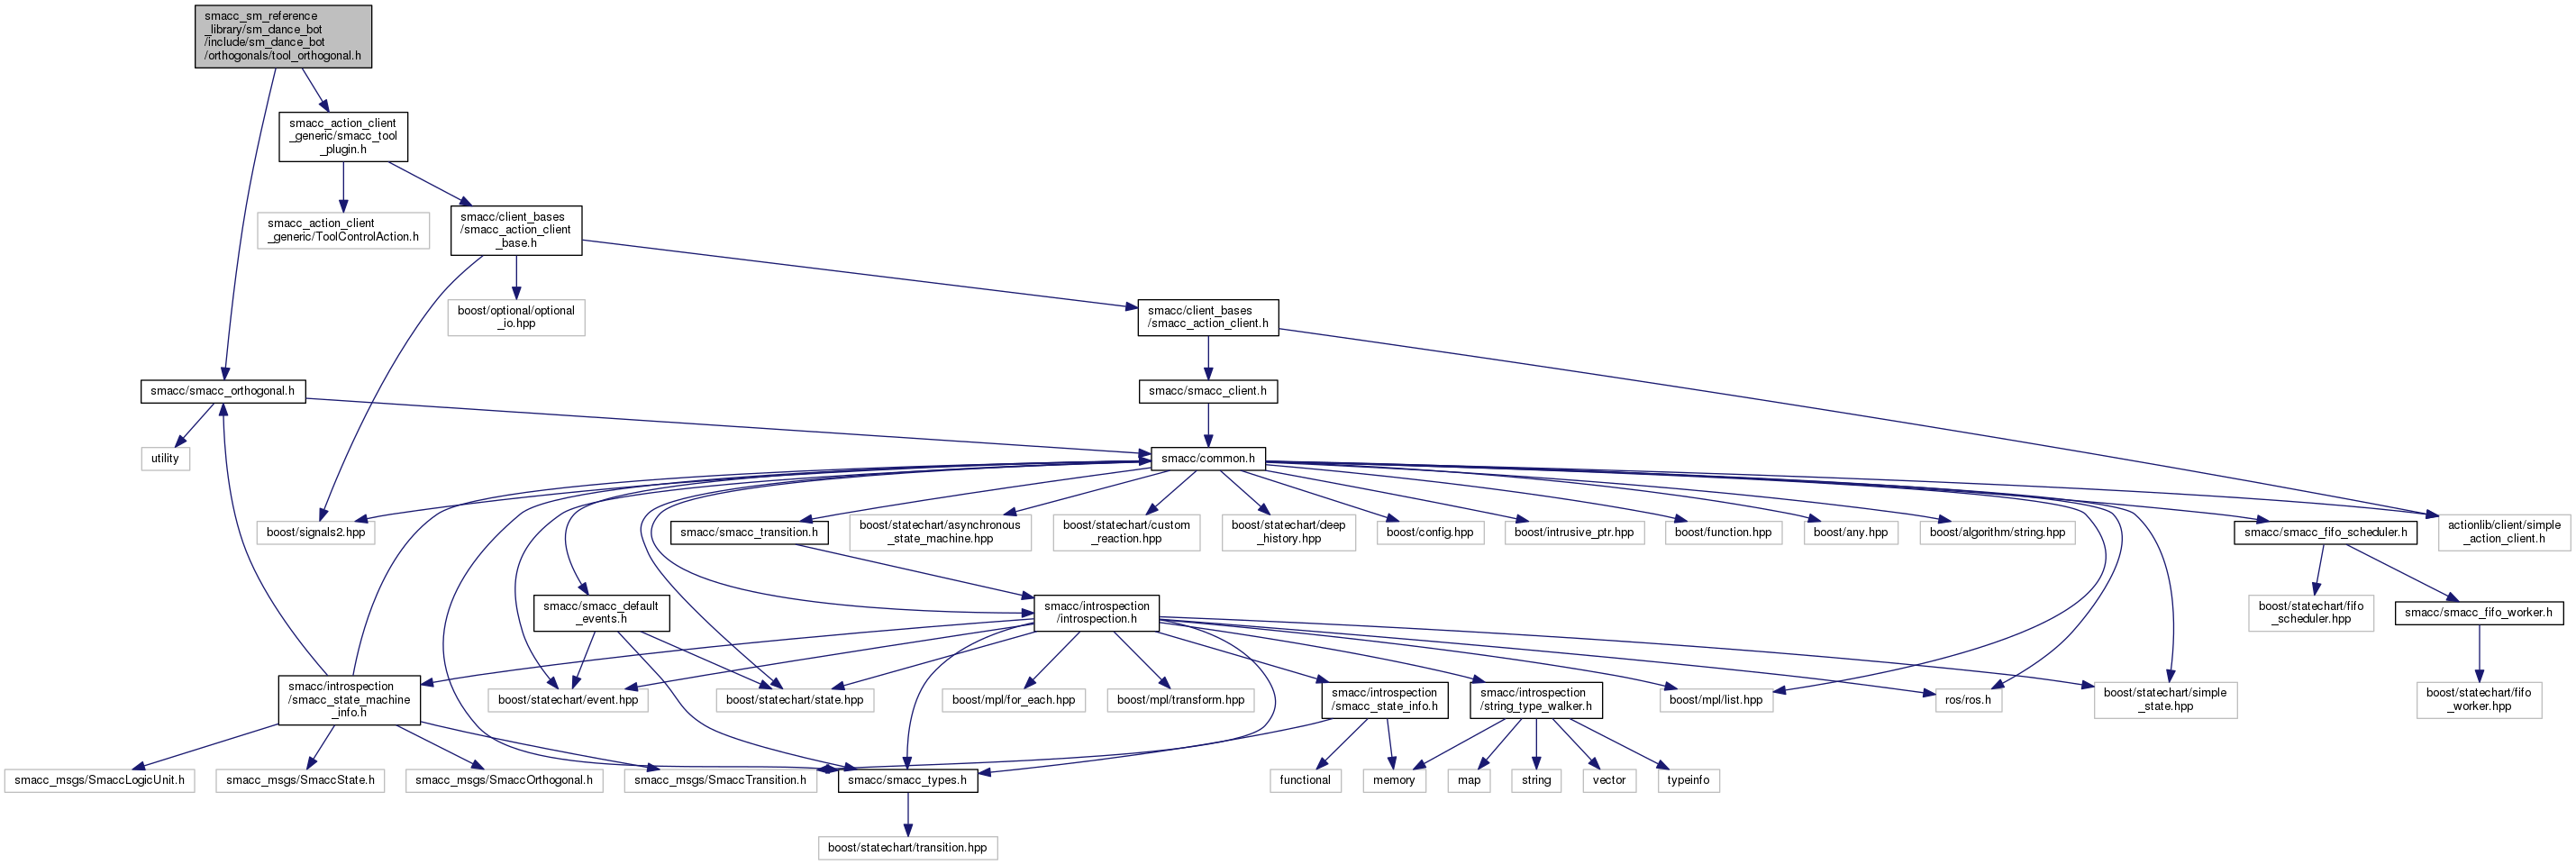 smacc_sm_reference
_library/sm_dance_bot
/include/sm_dance_bot
/orthogonals/tool_orthogonal.h
smacc_action_client
_generic/smacc_tool
_plugin.h
smacc_action_client
_generic/ToolControlAction.h
smacc/client_bases
/smacc_action_client
_base.h
boost/optional/optional
_io.hpp
smacc/client_bases
/smacc_action_client.h
smacc/smacc_orthogonal.h
smacc/smacc_client.h
utility
smacc/common.h
boost/signals2.hpp
smacc/smacc_transition.h
boost/statechart/asynchronous
_state_machine.hpp
boost/statechart/custom
_reaction.hpp
boost/statechart/deep
_history.hpp
boost/config.hpp
boost/intrusive_ptr.hpp
boost/function.hpp
boost/any.hpp
boost/algorithm/string.hpp
smacc/smacc_fifo_scheduler.h
actionlib/client/simple
_action_client.h
smacc/smacc_default
_events.h
smacc/introspection
/introspection.h
boost/statechart/fifo
_scheduler.hpp
smacc/smacc_fifo_worker.h
smacc/introspection
/smacc_state_machine
_info.h
boost/statechart/event.hpp
boost/statechart/state.hpp
boost/mpl/for_each.hpp
boost/mpl/transform.hpp
smacc/introspection
/smacc_state_info.h
smacc/introspection
/string_type_walker.h
boost/mpl/list.hpp
ros/ros.h
boost/statechart/simple
_state.hpp
boost/statechart/fifo
_worker.hpp
smacc_msgs/SmaccLogicUnit.h
smacc_msgs/SmaccState.h
smacc_msgs/SmaccOrthogonal.h
smacc_msgs/SmaccTransition.h
smacc/smacc_types.h
functional
memory
map
string
vector
typeinfo
boost/statechart/transition.hpp